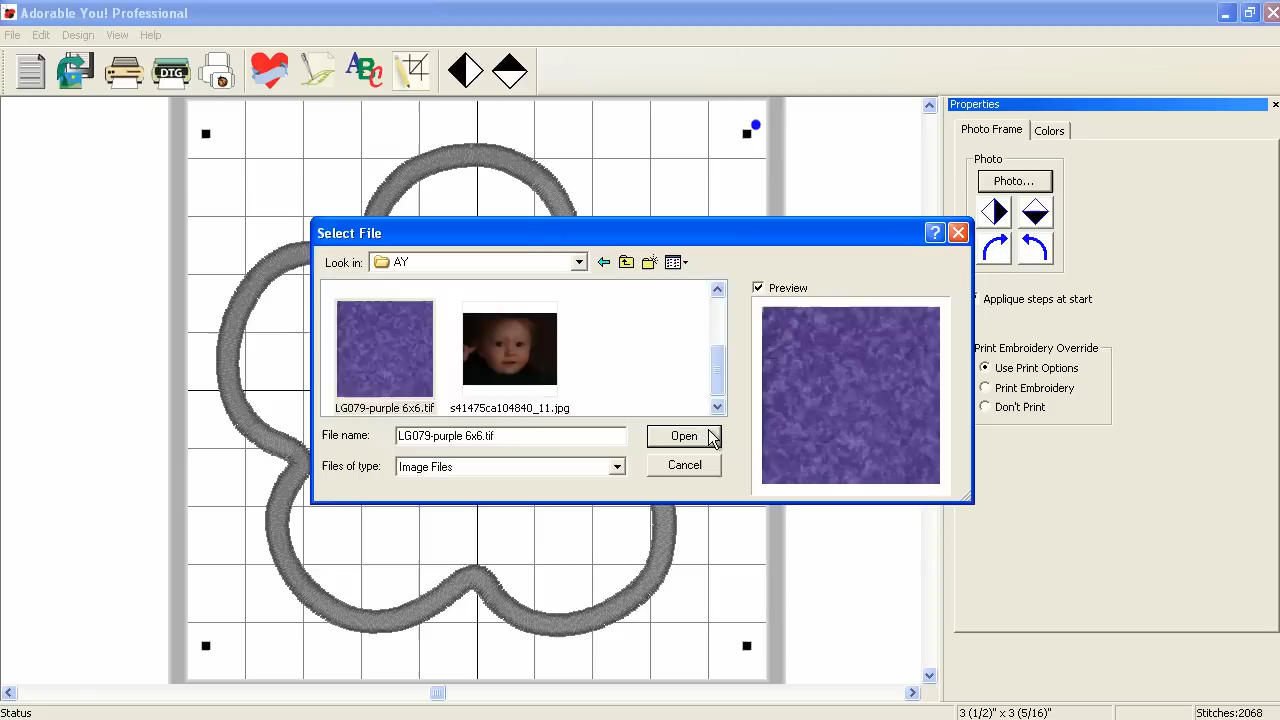 Adorable You! Professional
File Edit Design View Help
DTG
ABC
Properties
Photo Frame Colors
Photo
Photo...
Applique steps at start
Print Embroidery Override
Use Print Options
Print Embroidery
Don't Print
Select File
Look in: AY
Preview
LG079-purple 6x6.tif s41475ca104840_11.jpg
File name: LG079-purple 6x6.tif Open
Files of type: Image Files Cancel
Status 3 (1/2)" x 3 (5/16)" Stitches:2068